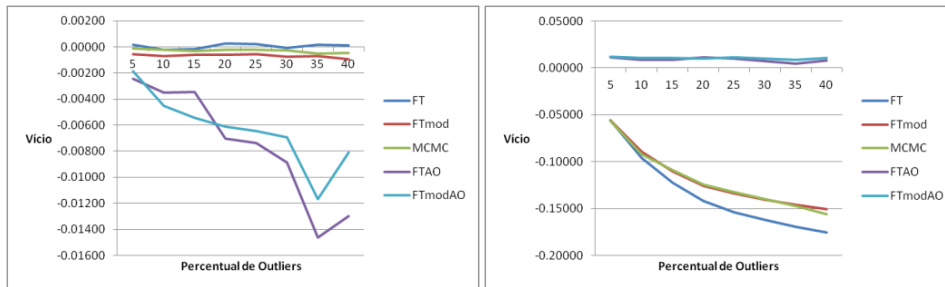 0.00200
0.00000
-0.00200
-0.00400
-0.00600
-0.00800
-0.01000
-0.01200
-0.01400
-0.01600
5 10 15 20 25 30 35 40
Vício
Percentual de Outliers
FT
FTmod
MCMC
FTAO
FTmodAO
0.05000
0.00000
-0.05000
-0.10000
-0.15000
-0.20000
5 10 15 20 25 30 35 40
Vício
Percentual de Outliers
FT
FTmod
MCMC
FTAO
FTmodAO